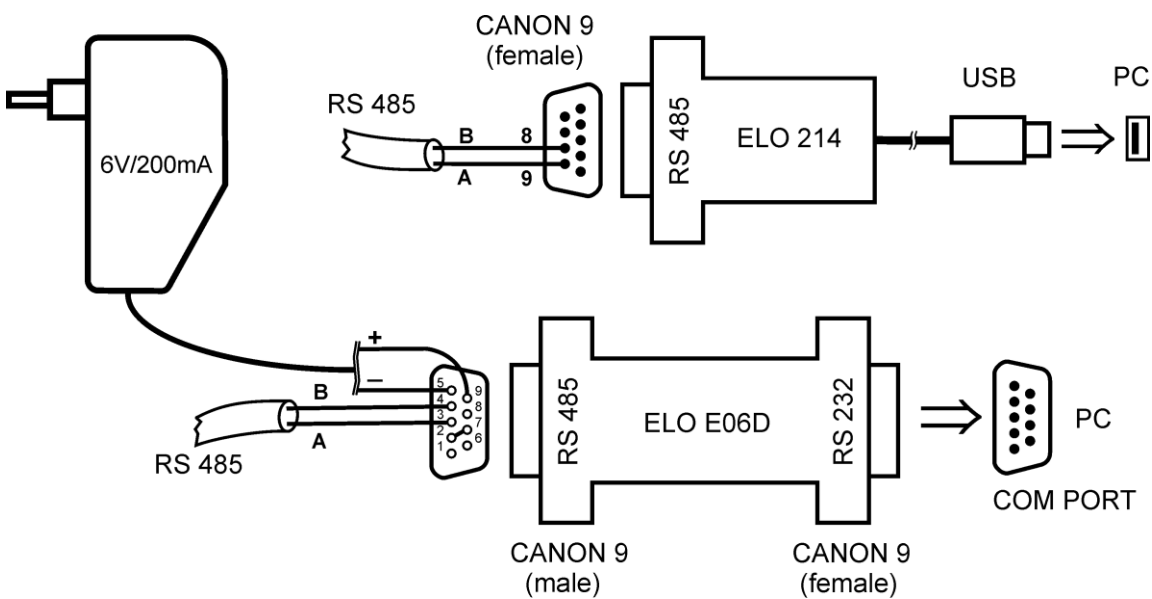 CANON 9
(female)
USB
PC
RS 485
B
8
A
9
RS 485
ELO 214
6V/200mA
+
–
B
A
RS 485
5
4
3
2
1
9
8
7
6
RS 485
ELO E06D
RS 232
PC
COM PORT
CANON 9
(male)
CANON 9
(female)